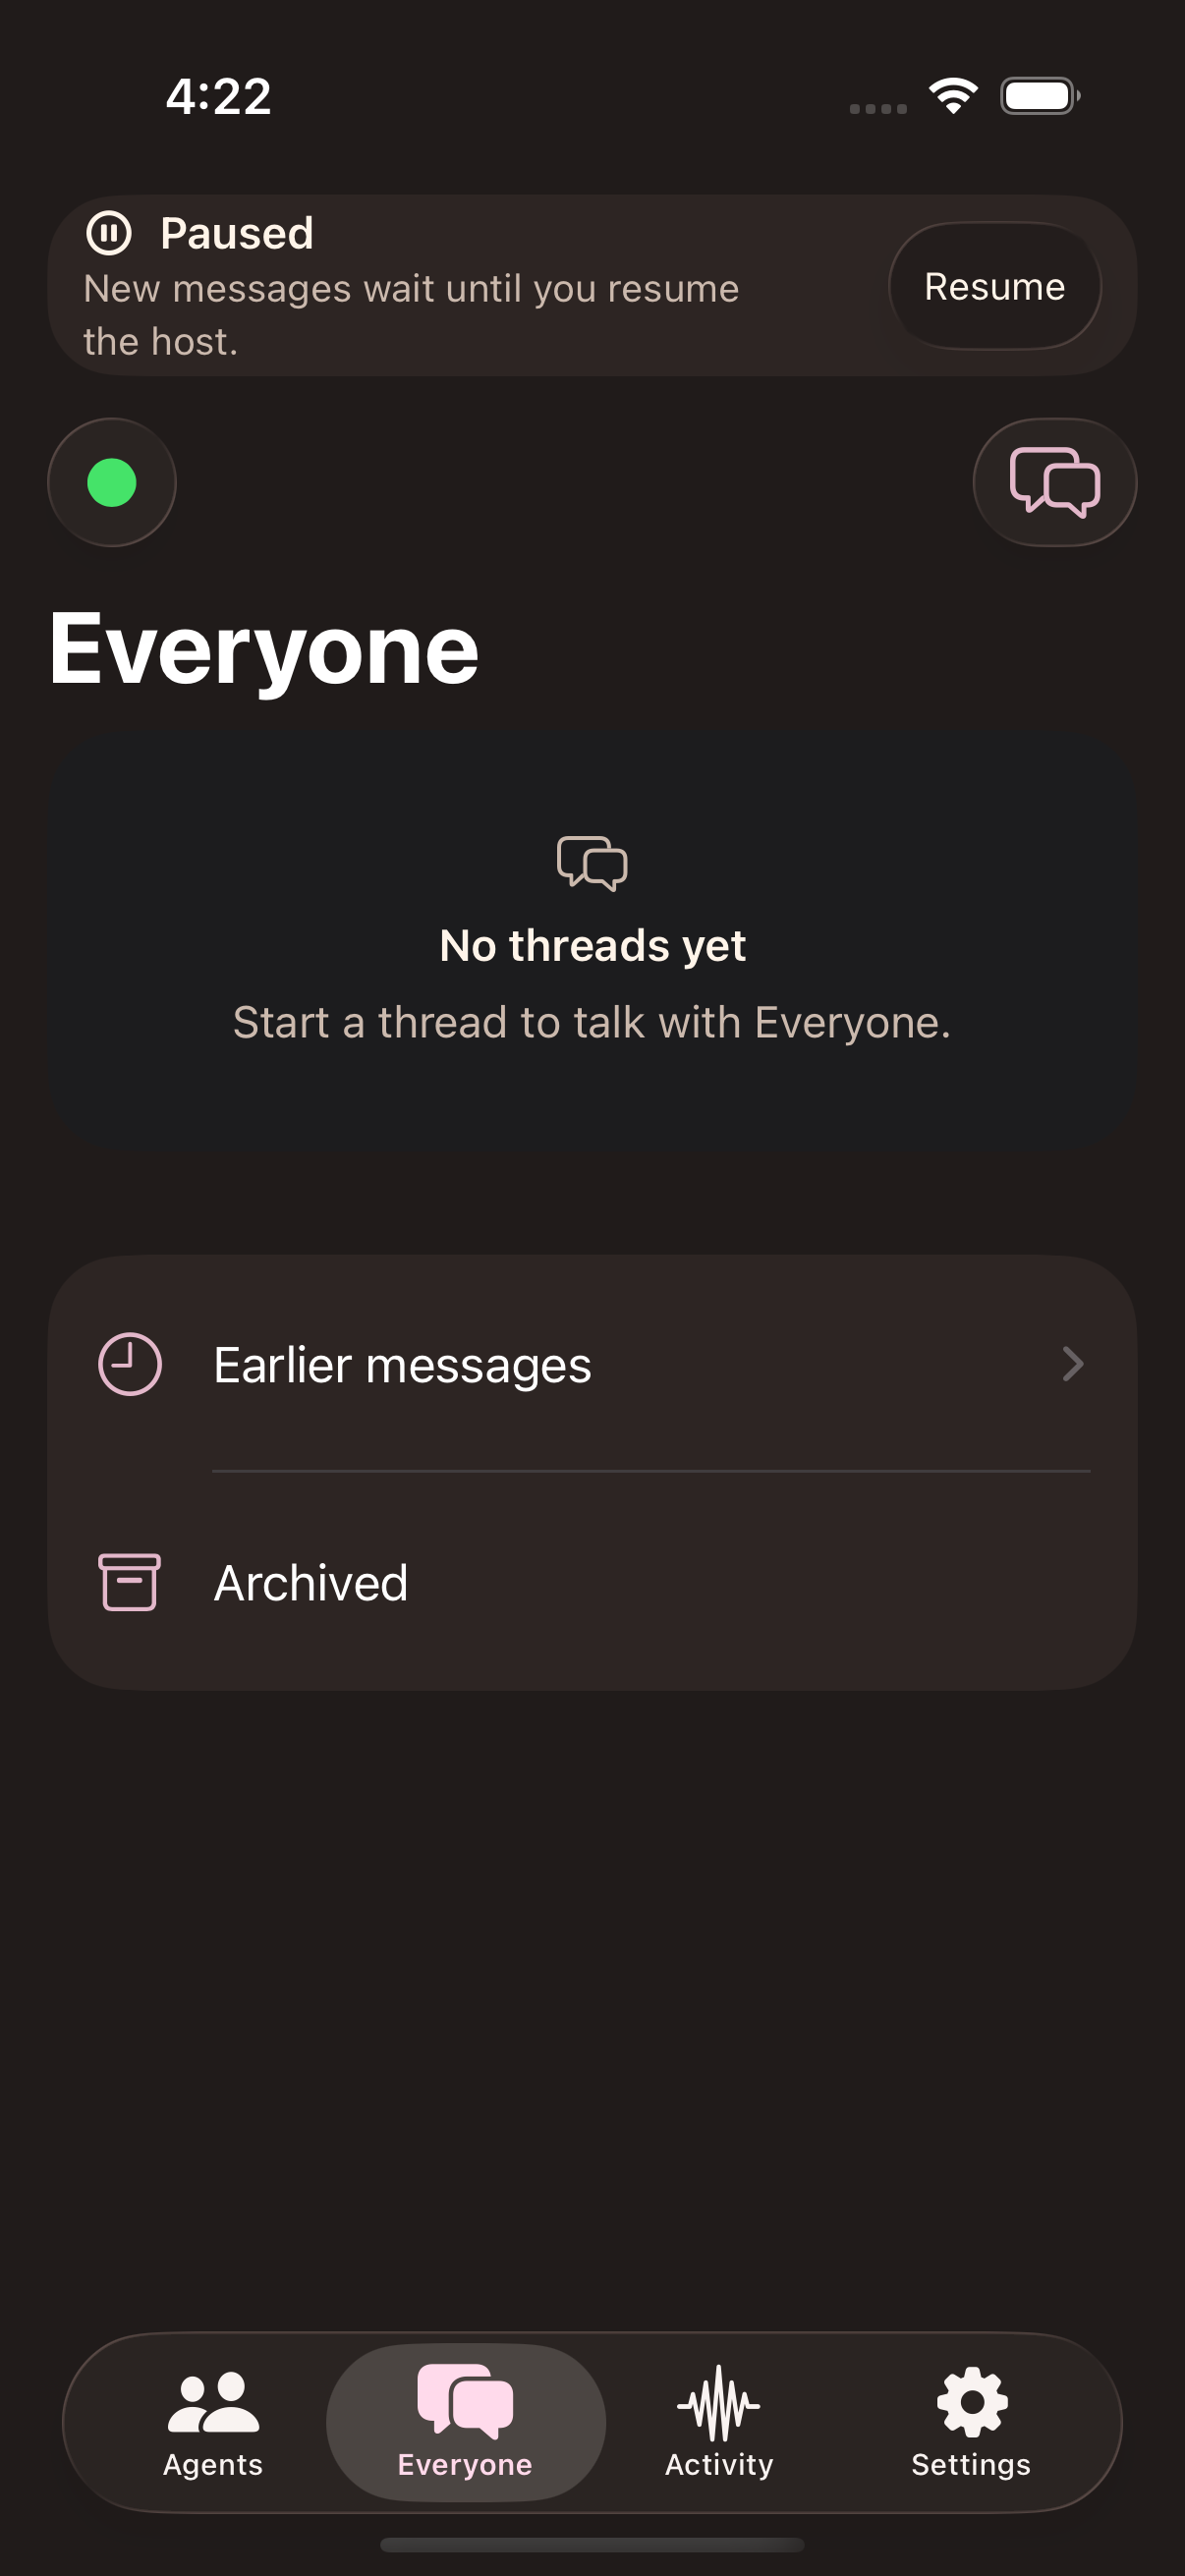 4:22
Paused
New messages wait until you resume
the host.
Resume
Everyone
No threads yet
Start a thread to talk with Everyone.
Earlier messages
Archived
Agents
Everyone
Activity
Settings